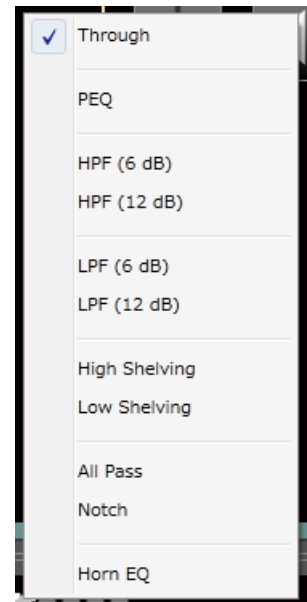 Through
PEQ
HPF (6 dB)
HPF (12 dB)
LPF (6 dB)
LPF (12 dB)
High Shelving
Low Shelving
All Pass
Notch
Horn EQ